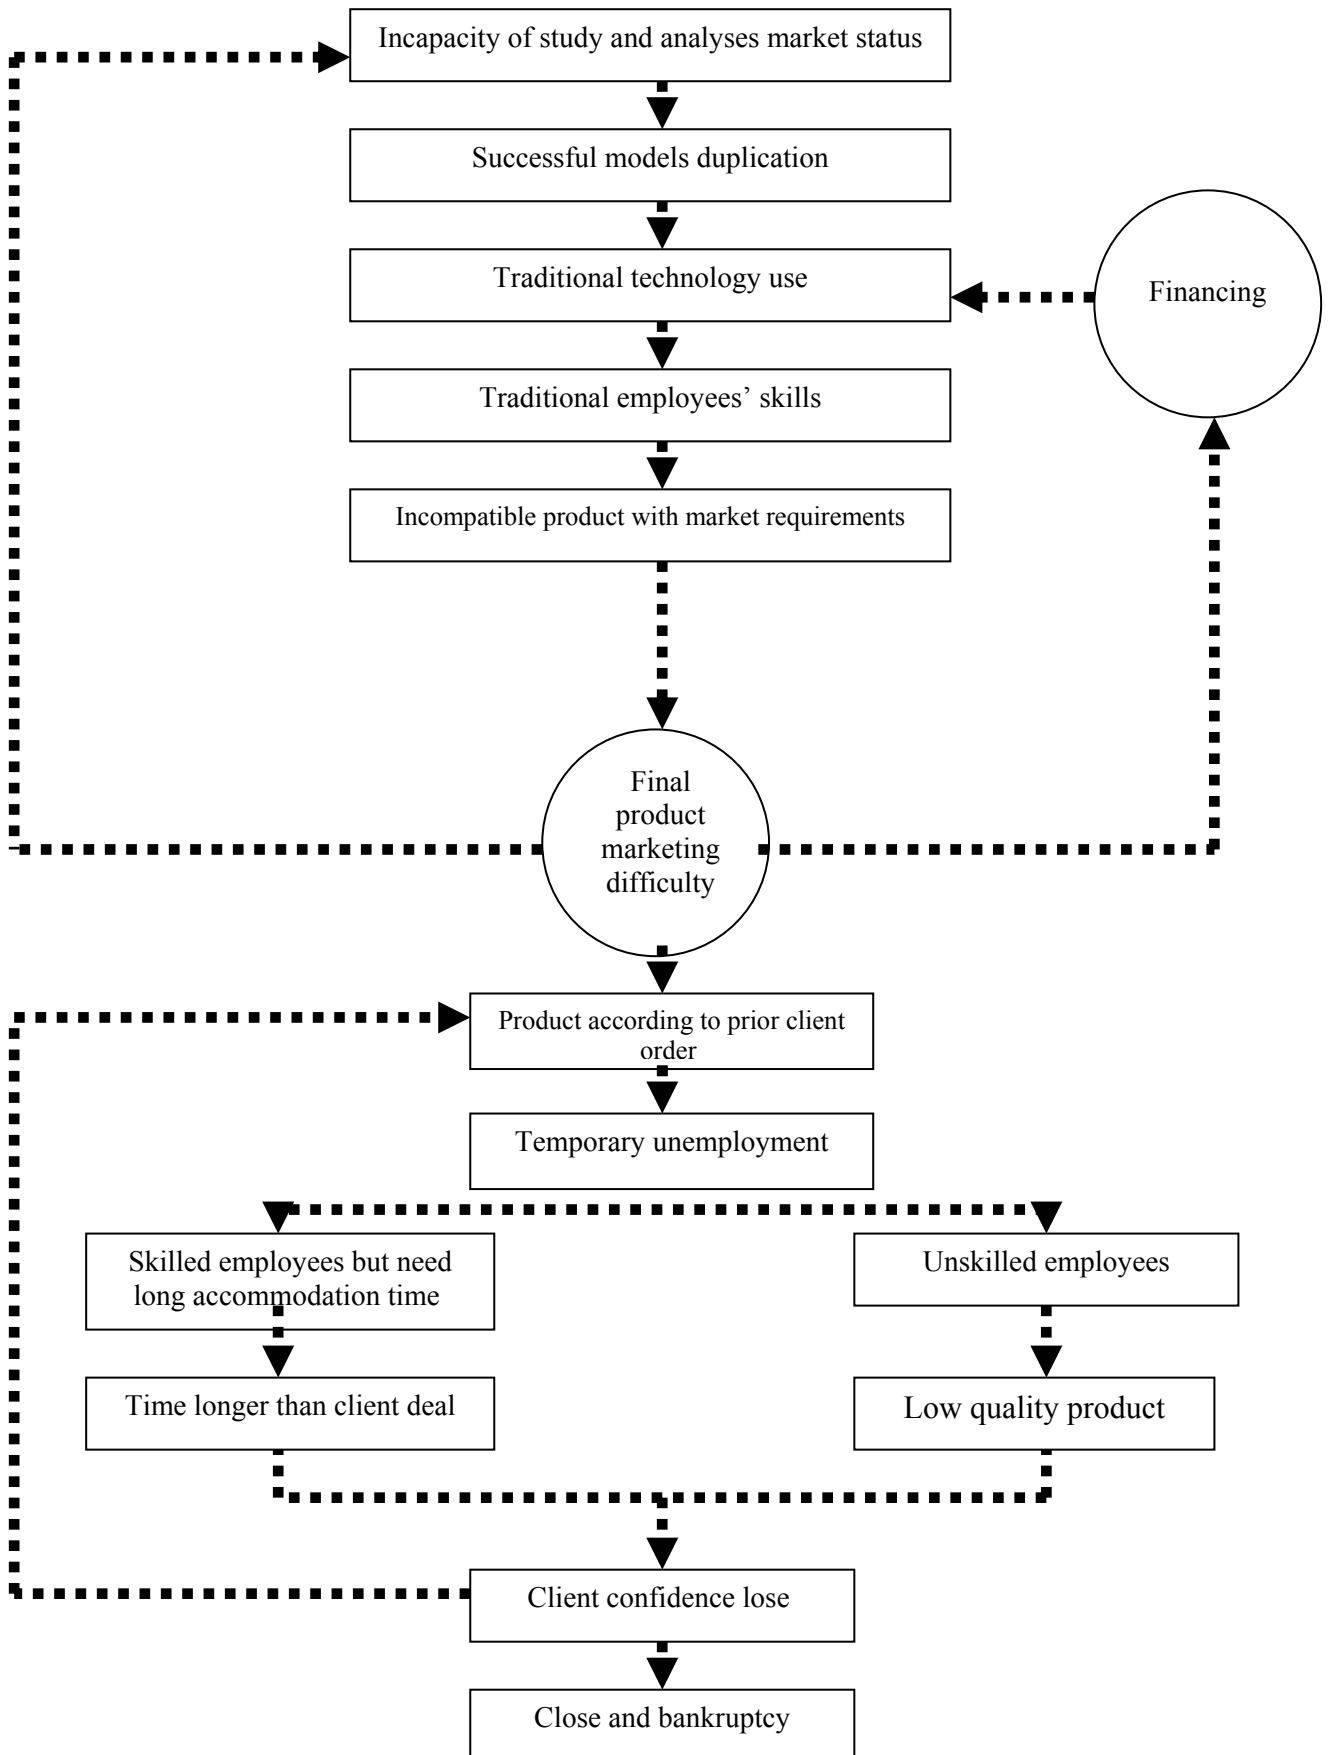 Incapacity of study and analyses market status
Successful models duplication
Traditional technology use
Financing
Traditional employees’ skills
Incompatible product with market requirements
Final
product
marketing
difficulty
Product according to prior client
order
Temporary unemployment
Skilled employees but need
long accommodation time
Unskilled employees
Time longer than client deal
Low quality product
Client confidence lose
Close and bankruptcy